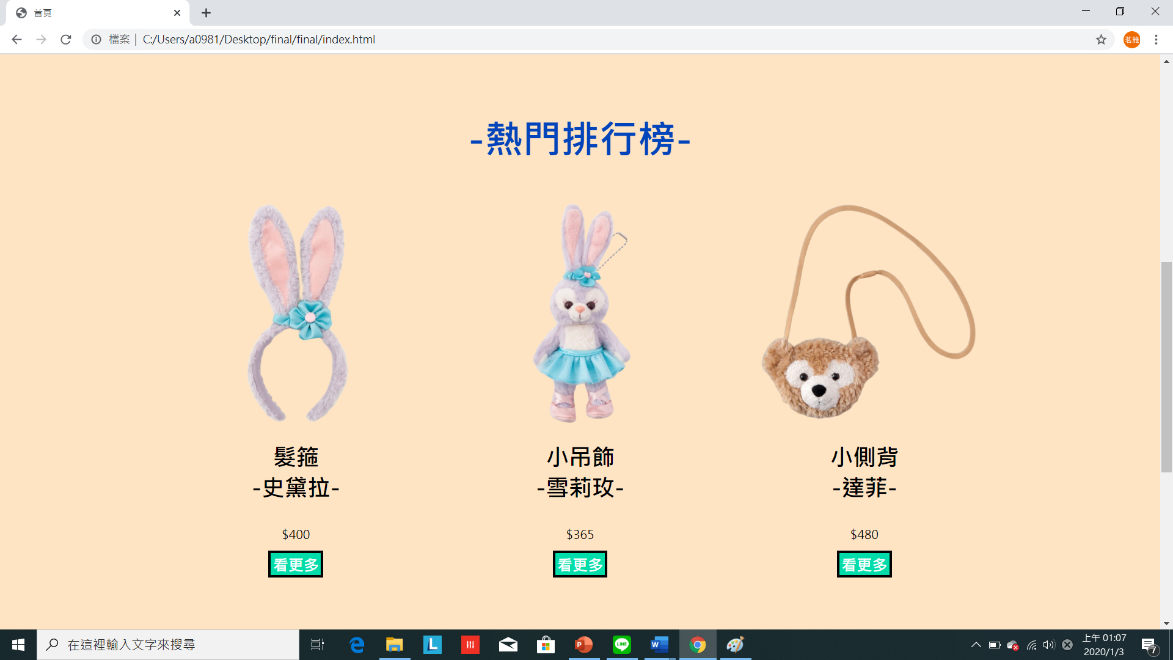 首頁
檔案 | C:/Users/a0981/Desktop/final/final/index.html
茗雅
-熱門排行榜-
髮箍
-史黛拉-
$400
看更多
小吊飾
-雪莉玫-
$365
看更多
小側背
-達菲-
$480
看更多
在這裡輸入文字來搜尋
上午 01:07
2020/1/3
7